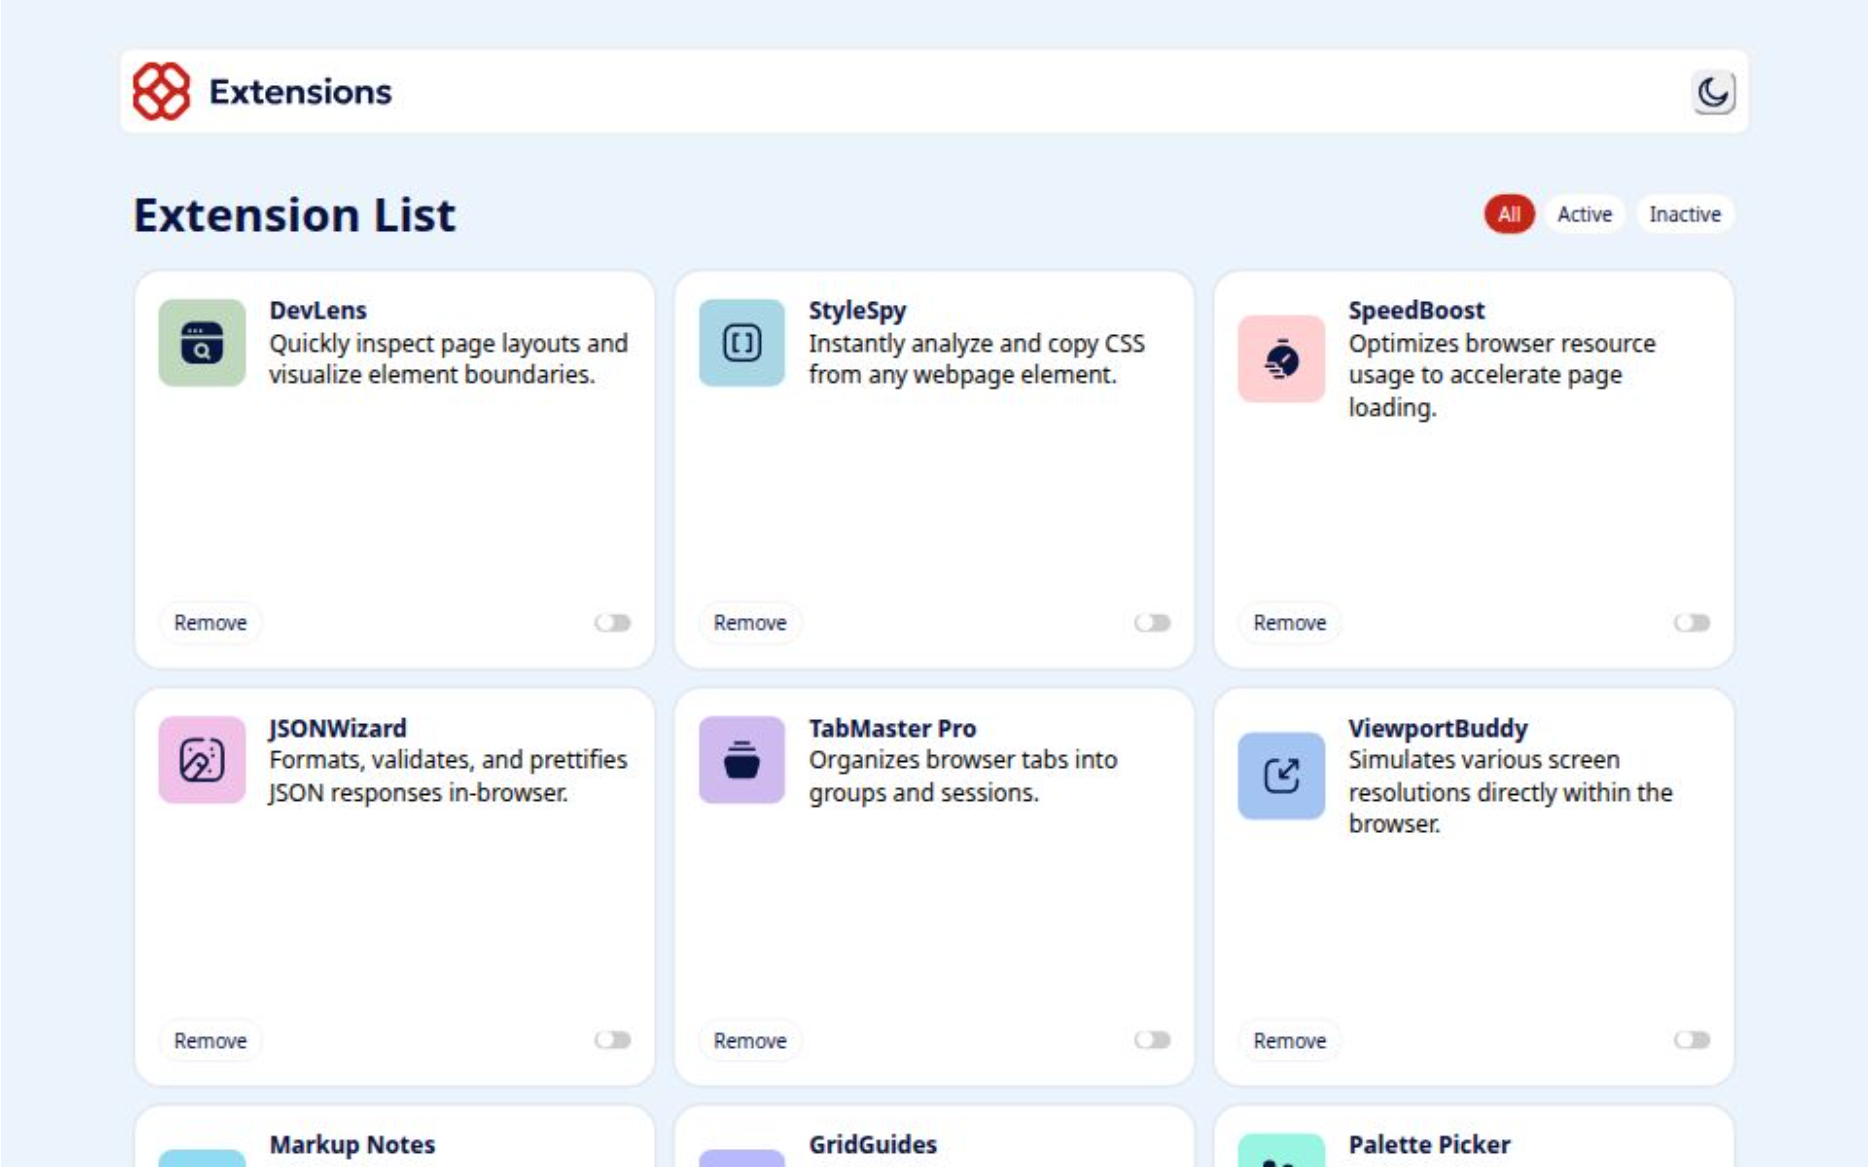 Extensions
Extension List
All
Active
Inactive
DevLens
Quickly inspect page layouts and
visualize element boundaries.
Remove
StyleSpy
Instantly analyze and copy CSS
from any webpage element.
Remove
SpeedBoost
Optimizes browser resource
usage to accelerate page
loading.
Remove
JSONWizard
Formats, validates, and prettifies
JSON responses in-browser.
Remove
TabMaster Pro
Organizes browser tabs into
groups and sessions.
Remove
ViewportBuddy
Simulates various screen
resolutions directly within the
browser.
Remove
Markup Notes
GridGuides
Palette Picker